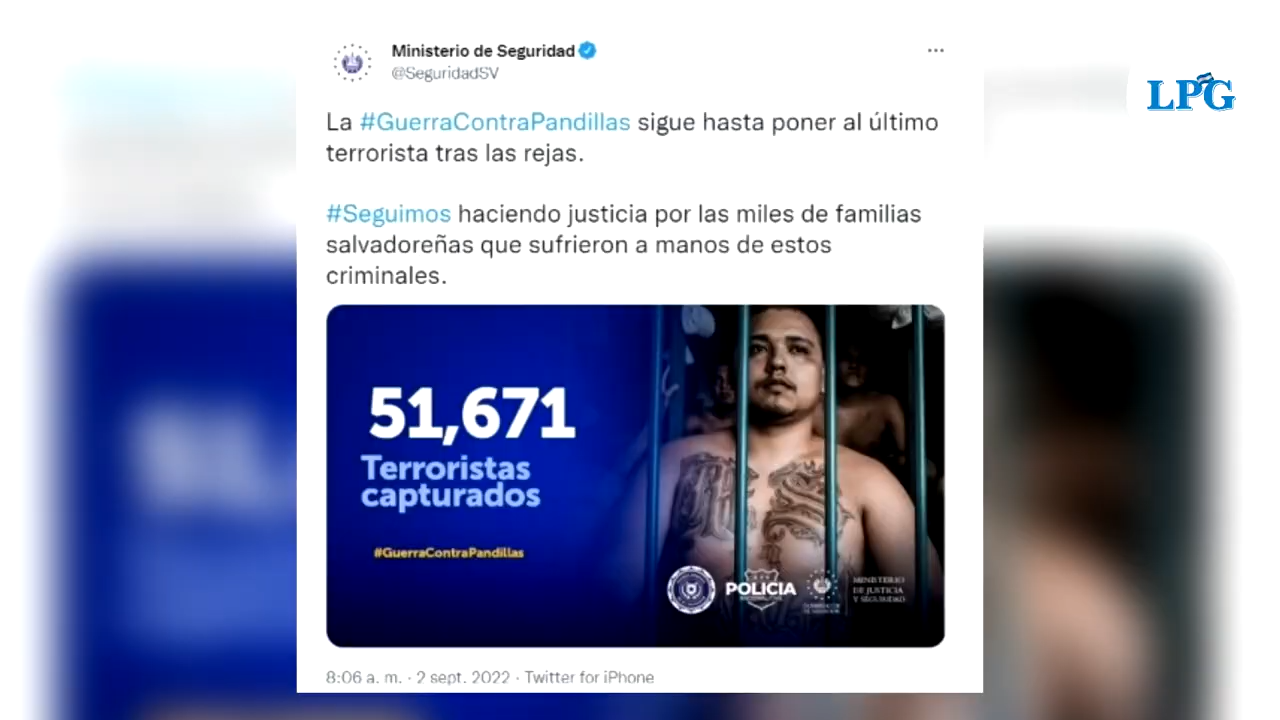 Ministerio de Seguridad
@SeguridadSV
LPG
La #GuerraContraPandillas sigue hasta poner al último
terrorista tras las rejas.
#Seguimos haciendo justicia por las miles de familias
salvadoreñas que sufrieron a manos de estos
criminales.
51,671
Terroristas
capturados
#GuerraContraPandillas
POLICIA
MINISTERIO
DE JUSTICIA
Y SEGURIDAD
8:06 a. m. · 2 sept. 2022 · Twitter for iPhone